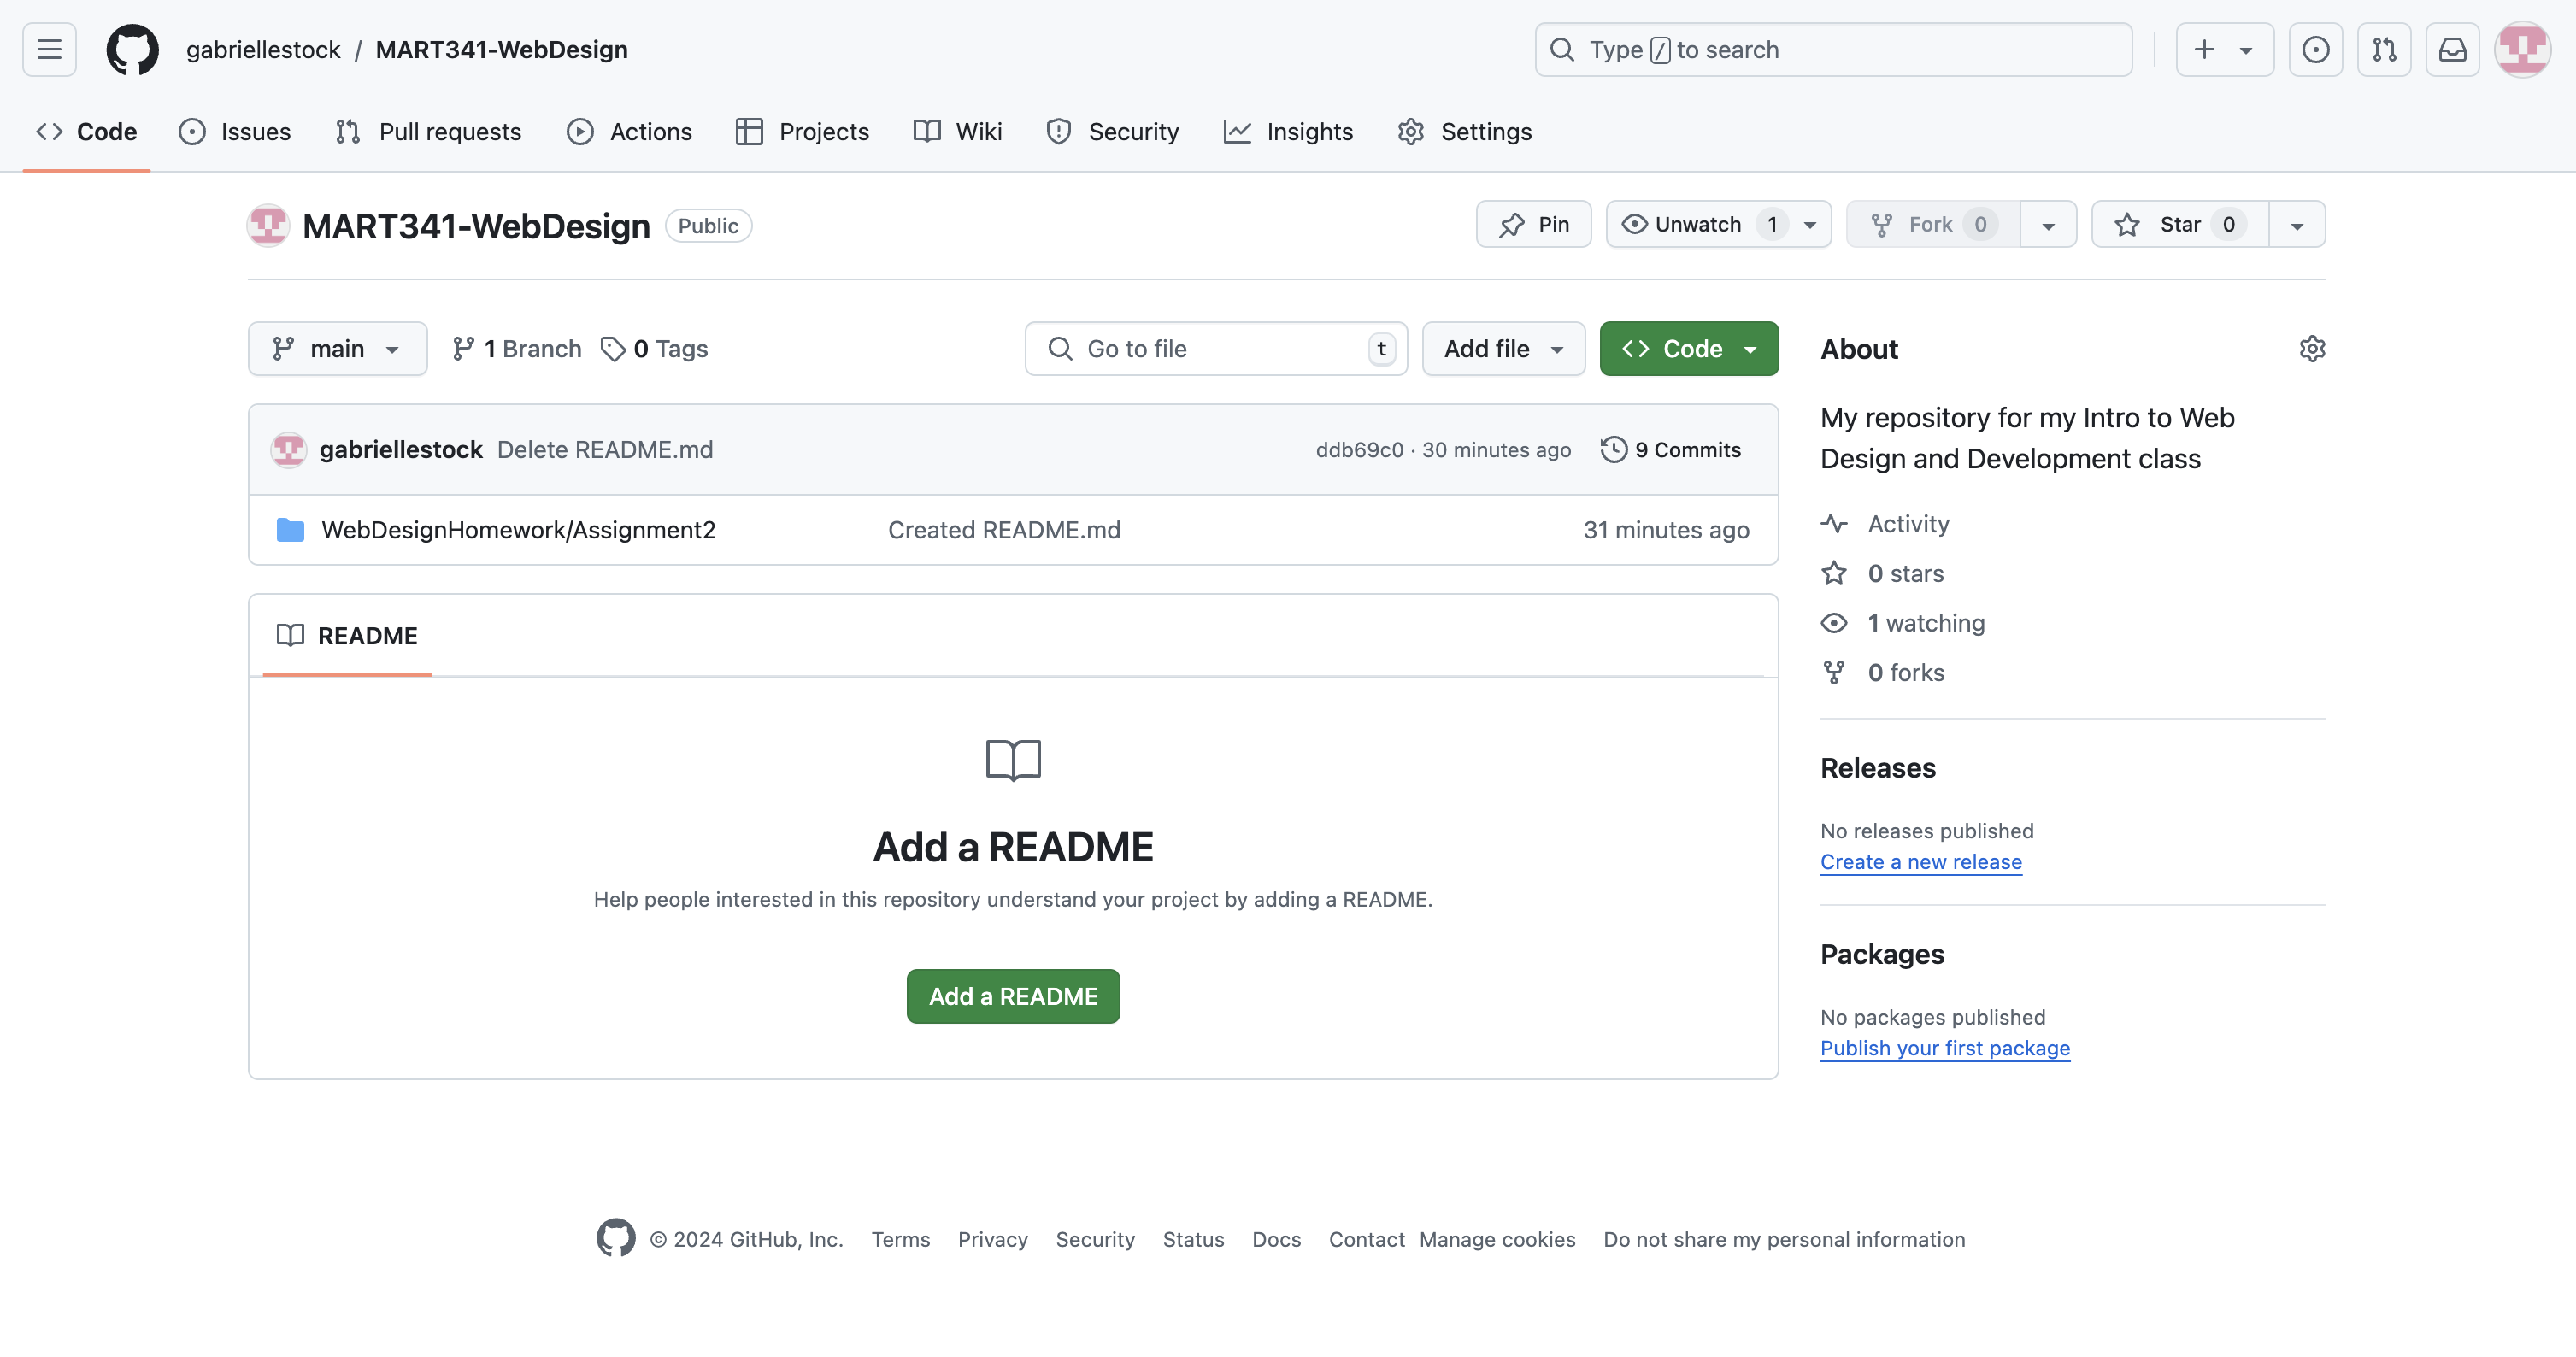 gabriellestock / MART341-WebDesign
Type / to search
Code Issues Pull requests Actions Projects Wiki Security Insights Settings
MART341-WebDesign Public
Pin Unwatch 1 Fork 0 Star 0
main 1 Branch 0 Tags Go to file t Add file Code
gabriellestock Delete README.md ddb69c0 · 30 minutes ago 9 Commits
WebDesignHomework/Assignment2 Created README.md 31 minutes ago
README
Add a README
Help people interested in this repository understand your project by adding a README.
Add a README
About
My repository for my Intro to Web
Design and Development class
Activity
0 stars
1 watching
0 forks
Releases
No releases published
Create a new release
Packages
No packages published
Publish your first package
© 2024 GitHub, Inc. Terms Privacy Security Status Docs Contact Manage cookies Do not share my personal information